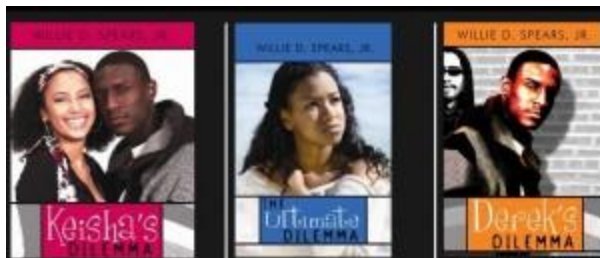 WILLIE D. SPEARS, JR.
Keisha's
DILEMMA
WILLIE D. SPEARS, JR.
THE
Ultimate
DILEMMA
WILLIE D. SPEARS, JR.
Derek's
DILEMMA